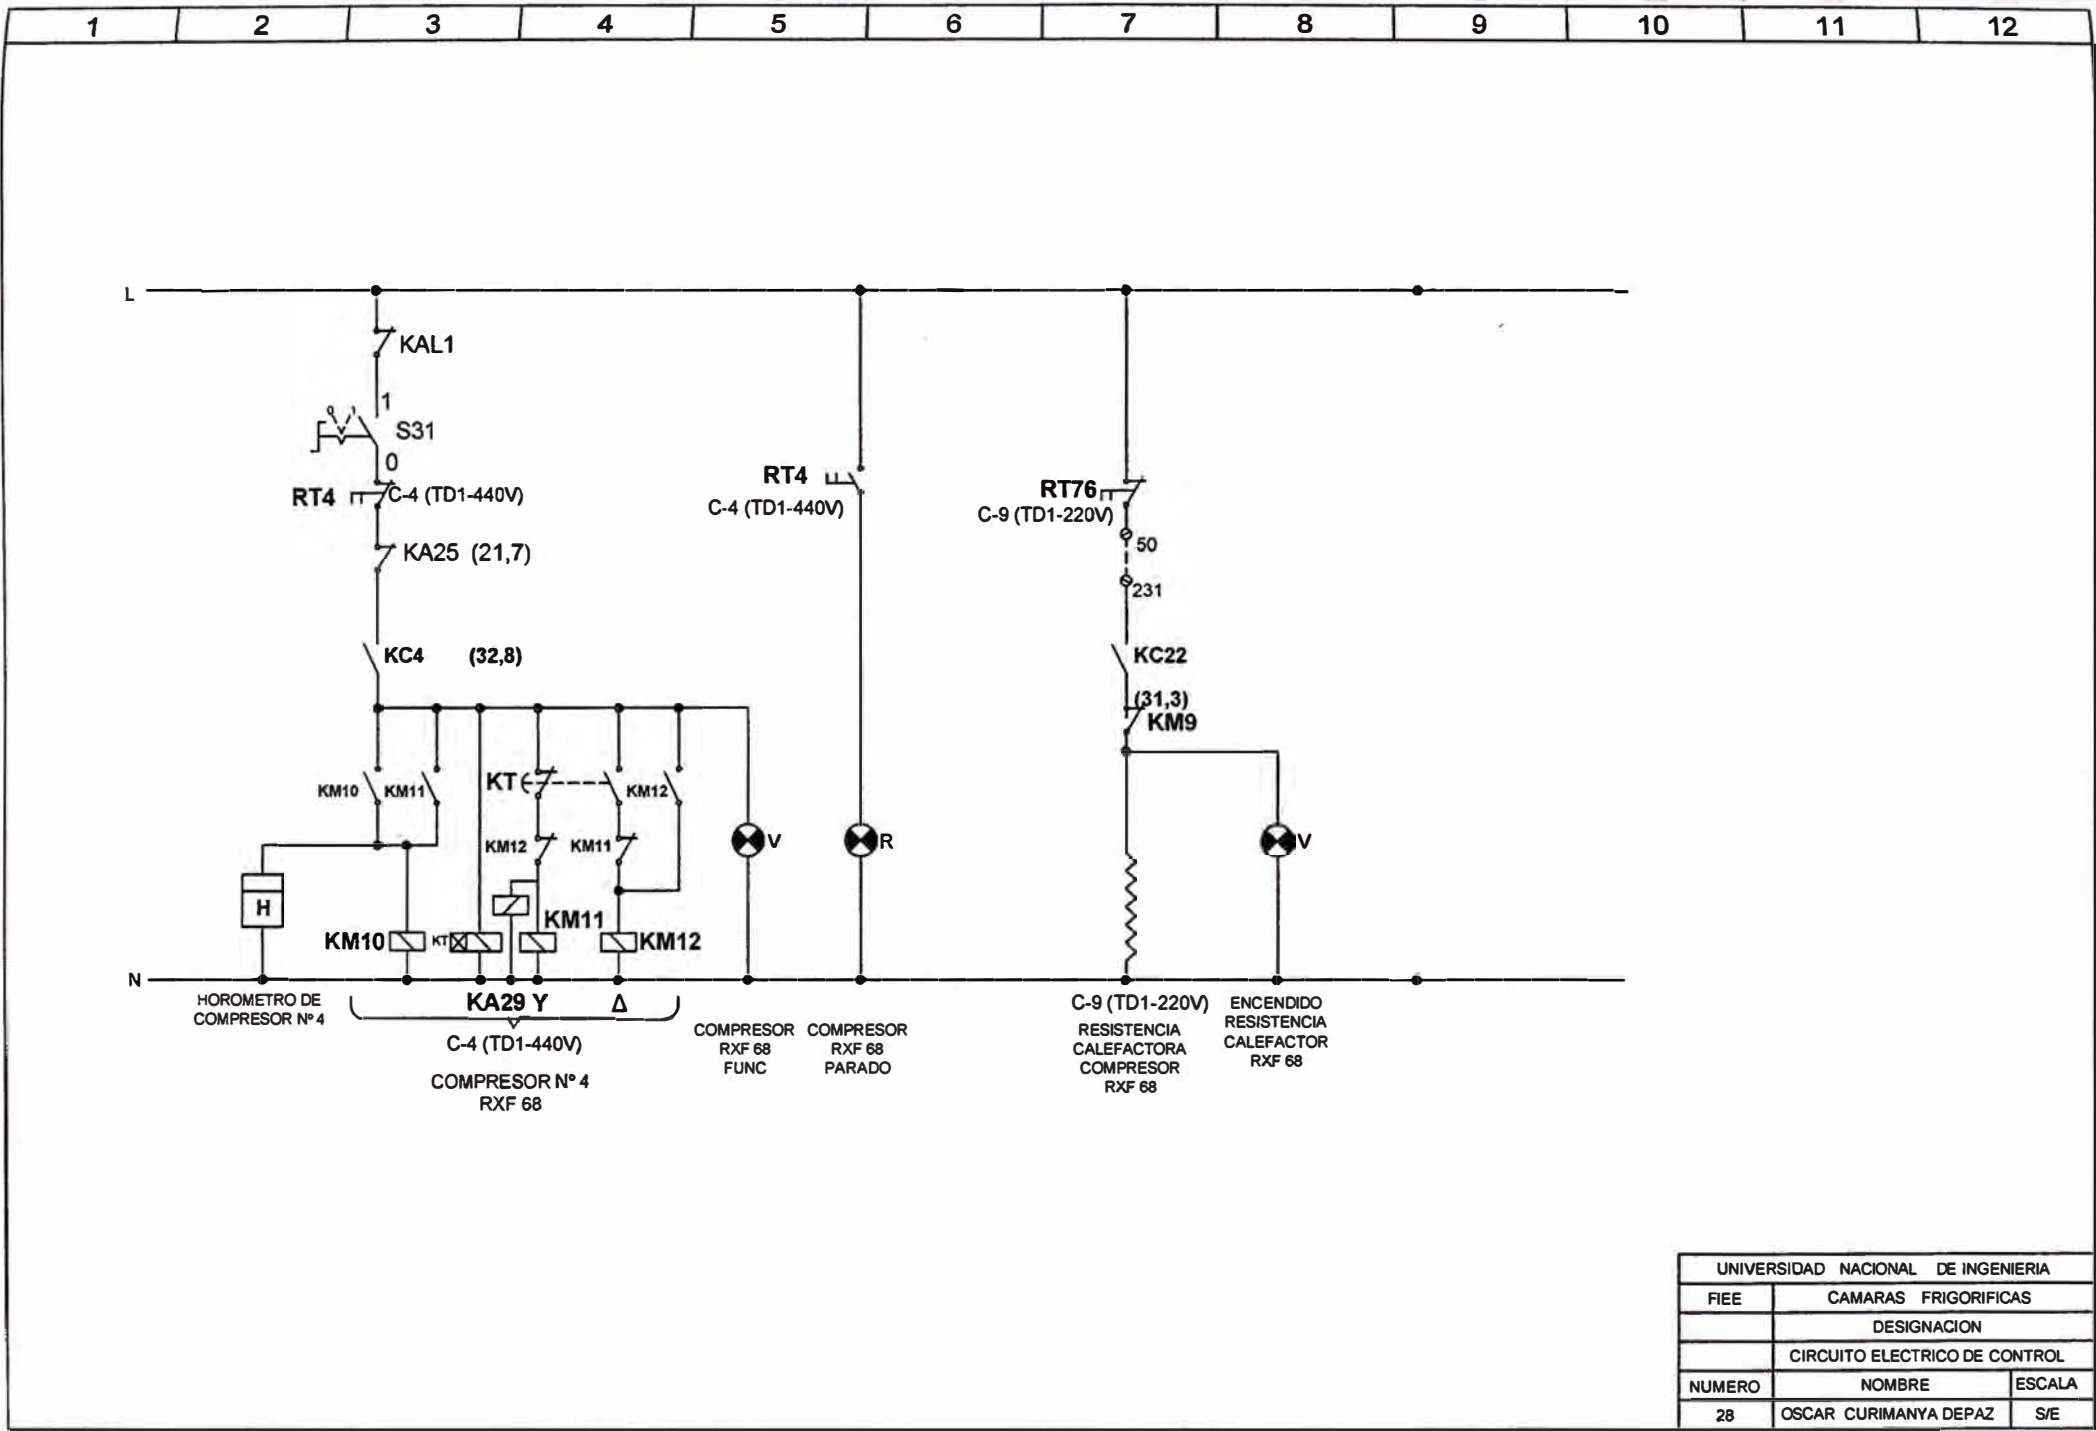 1 2 3 4 5 6 7 8 9 10 11 12
L
KAL1
1
0 1
S31
0
RT4 C-4 (TD1-440V)
RT4
C-4 (TD1-440V)
RT76
C-9 (TD1-220V)
50
231
KA25 (21,7)
KC4 (32,8)
KC22
(31,3)
KM9
KM10 KM11 KT KM12
KM12 KM11
V R V
H
KM10 KT KM11 KM12
N
HOROMETRO DE
COMPRESOR Nº 4
KA29 Y Δ
C-4 (TD1-440V)
COMPRESOR Nº 4
RXF 68
COMPRESOR
RXF 68
FUNC
COMPRESOR
RXF 68
PARADO
C-9 (TD1-220V)
RESISTENCIA
CALEFACTORA
COMPRESOR
RXF 68
ENCENDIDO
RESISTENCIA
CALEFACTOR
RXF 68
UNIVERSIDAD NACIONAL DE INGENIERIA
FIEE CAMARAS FRIGORIFICAS
DESIGNACION
CIRCUITO ELECTRICO DE CONTROL
NUMERO NOMBRE ESCALA
28 OSCAR CURIMANYA DEPAZ S/E